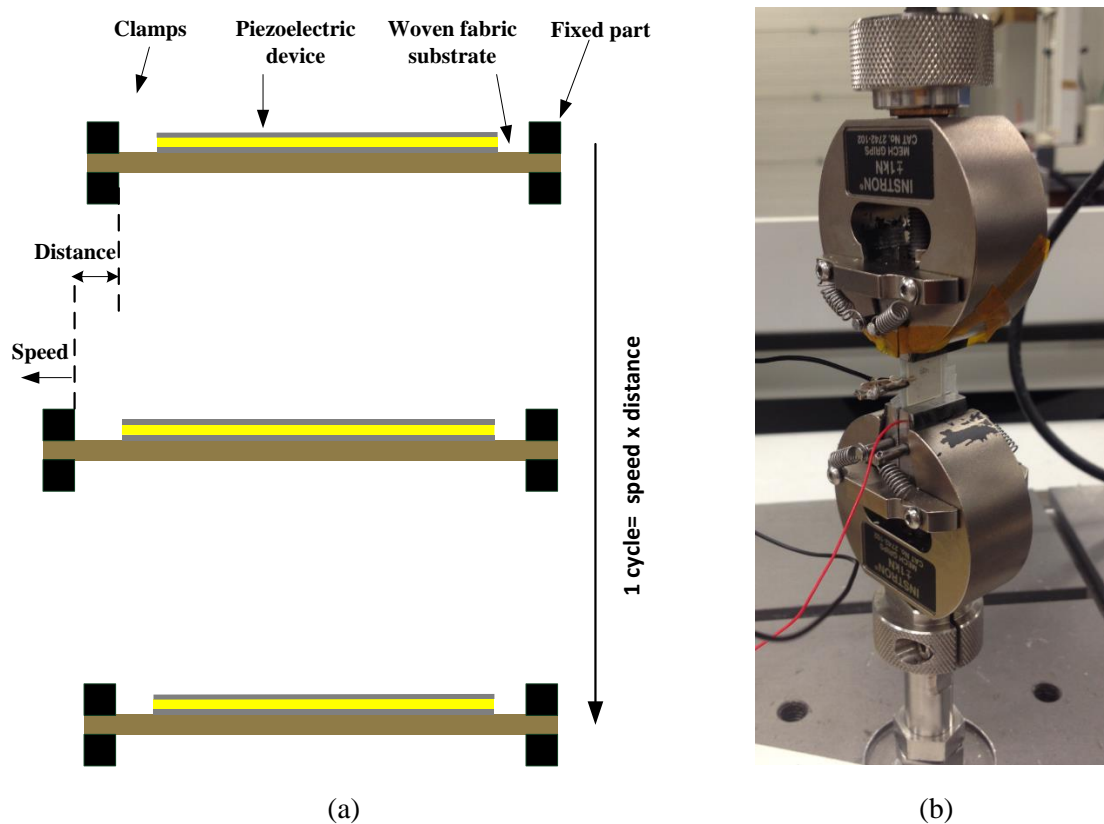 Clamps
Piezoelectric
device
Woven fabric
substrate
Fixed part
Distance
Speed
1 cycle= speed x distance
(a)
INSTRON®
±1kN
MECH GRIPS
CAT No. 2742-102
INSTRON®
±1kN
MECH GRIPS
(b)